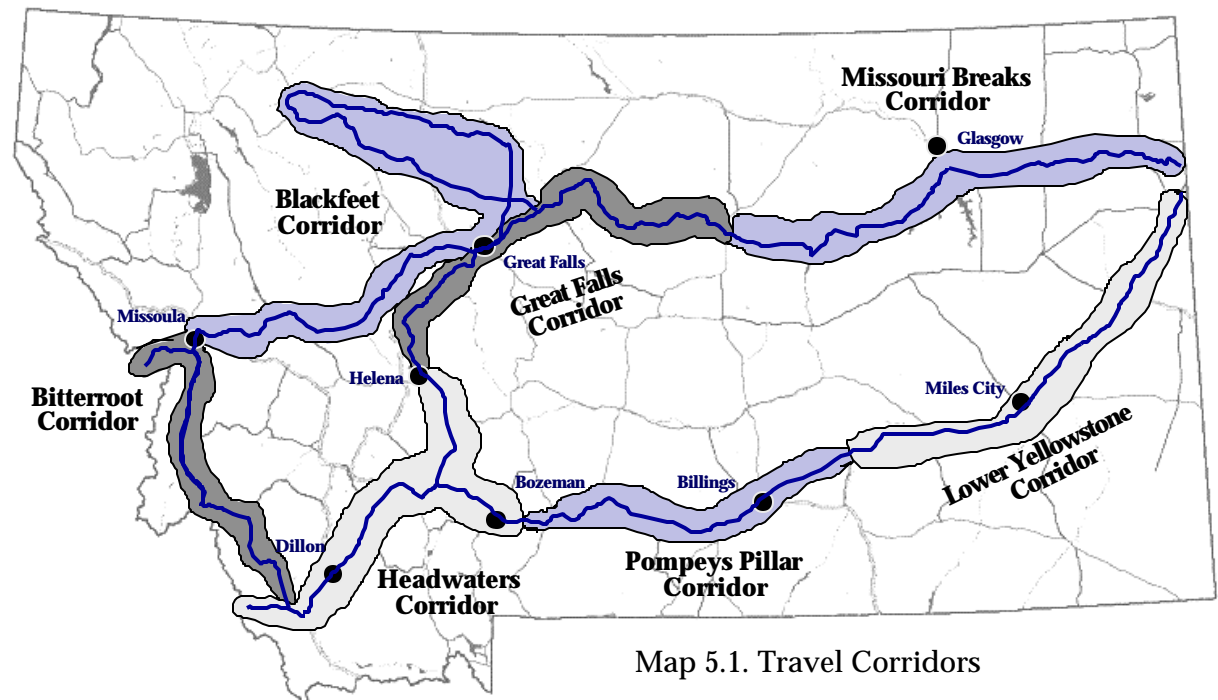 Missouri Breaks
Corridor
Glasgow
Blackfeet
Corridor
Great Falls
Great Falls
Corridor
Missoula
Helena
Bitterroot
Corridor
Miles City
Lower Yellowstone
Corridor
Bozeman
Billings
Dillon
Headwaters
Corridor
Pompeys Pillar
Corridor
Map 5.1. Travel Corridors